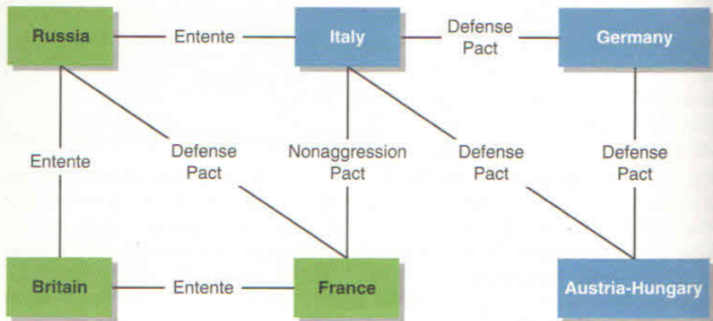 Russia
Entente
Italy
Defense
Pact
Germany
Entente
Defense
Pact
Nonaggression
Pact
Defense
Pact
Defense
Pact
Britain
Entente
France
Austria-Hungary